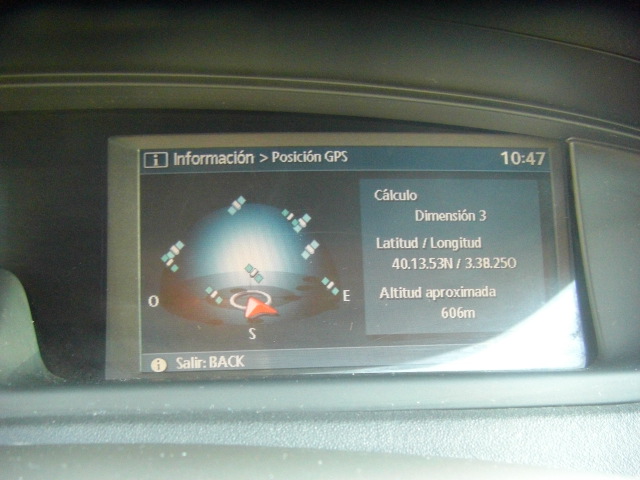 i Información > Posición GPS 10:47
Cálculo
Dimensión 3
Latitud / Longitud
40.13.53N / 3.38.25O
Altitud aproximada
606m
O E
S
i Salir: BACK